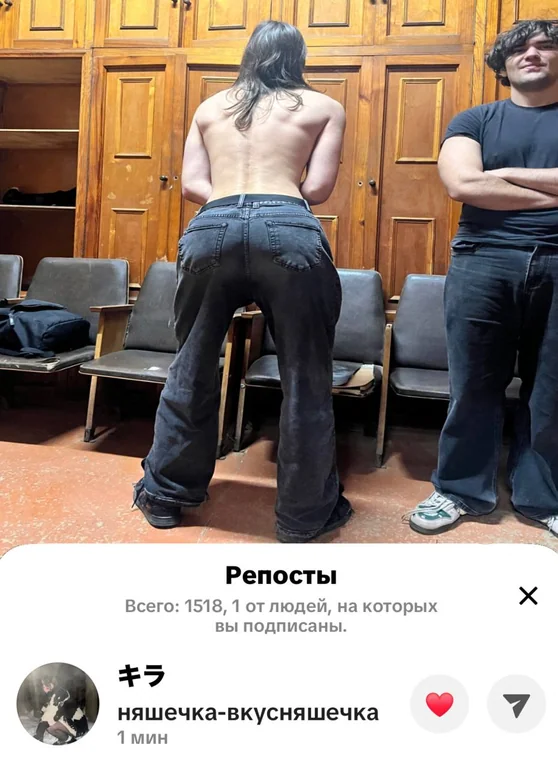 Репосты
Всего: 1518, 1 от людей, на которых
вы подписаны.
キラ
няшечка-вкусняшечка
1 мин